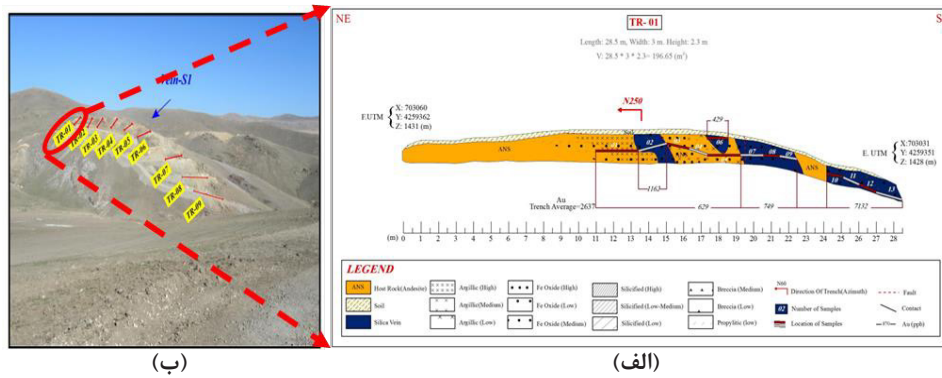 Vein-S1
TR-01
TR-02
TR-03
TR-04
TR-05
TR-06
TR-07
TR-08
TR-09
(ب)
NE
TR- 01
S
Length: 28.5 m, Width: 3 m. Height: 2.3 m
V: 28.5 * 3 * 2.3= 196.65 (m³)
N250
F.UTM
X: 703060
Y: 4259362
Z: 1431 (m)
E. UTM
X: 703031
Y: 4259351
Z: 1428 (m)
429
Soil
ANS
02
06
07
08
09
ANS
10
11
12
13
1163
629
749
7132
Au
Trench Average=2637
(m) 0 1 2 3 4 5 6 7 8 9 10 11 12 13 14 15 16 17 18 19 20 21 22 23 24 25 26 27 28.5
LEGEND
ANS Host Rock(Andesite)
Argillic (High)
Fe Oxide (High)
Silicified (High)
Breccia (Medium)
N60 Direction Of Trench(Azimuth)
Fault
Soil
Argillic(Medium)
Fe Oxide (Low)
Silicified (Low-Medium)
Breccia (Low)
02 Number of Samples
Contact
Silica Vein
Argillic (Low)
Fe Oxide (Medium)
Silicified (Low)
Propylitic (low)
Location of Samples
Au (ppb)
(الف)